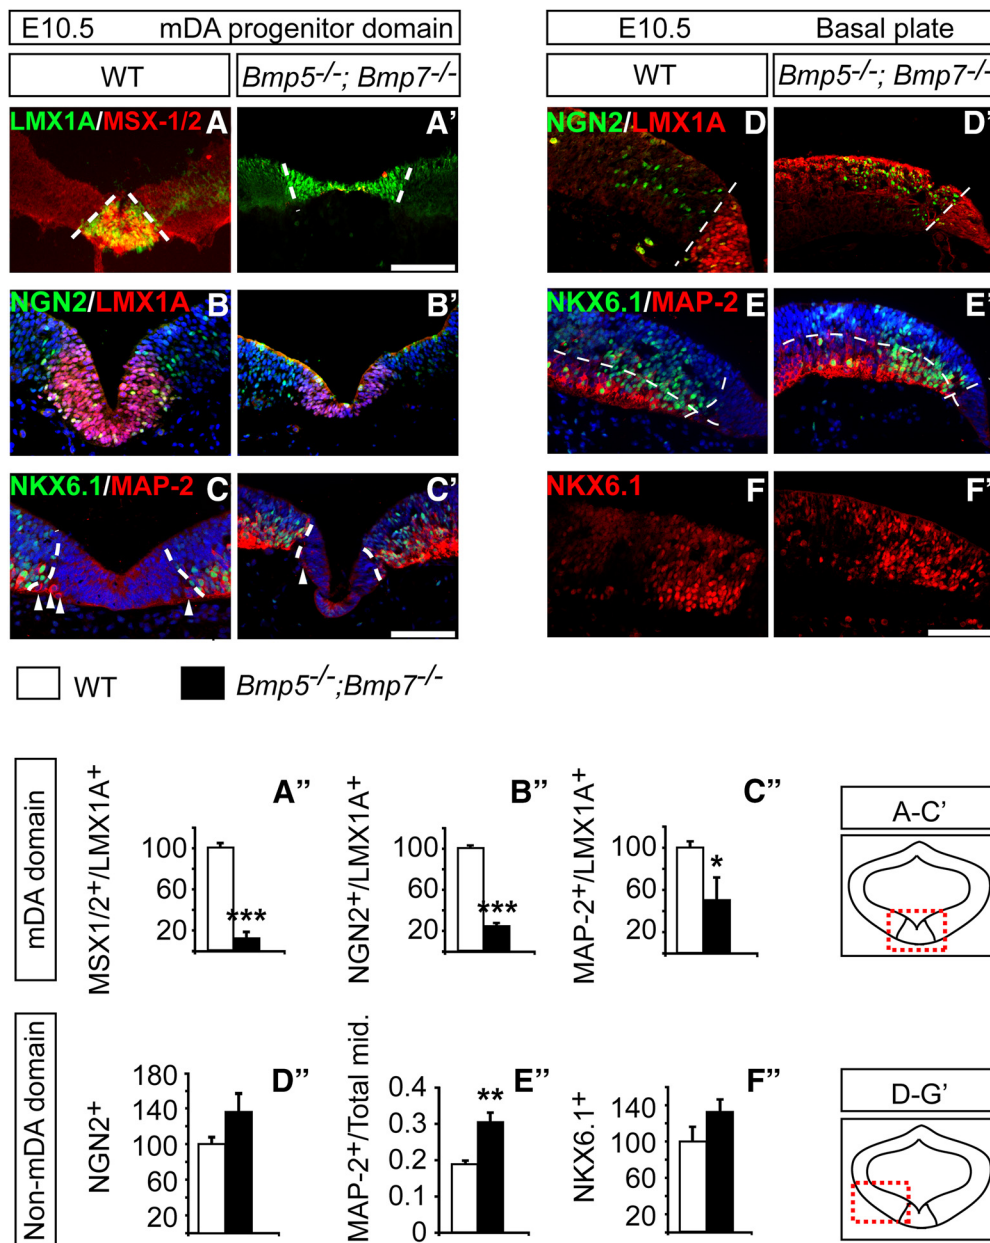 E10.5 mDA progenitor domain
WT
Bmp5-/-; Bmp7-/-
E10.5 Basal plate
WT
Bmp5-/-; Bmp7-/-
LMX1A/MSX-1/2 A
A'
NGN2/LMX1A D
D'
NGN2/LMX1A B
B'
NKX6.1/MAP-2 E
E'
NKX6.1/MAP-2 C
C'
NKX6.1 F
F'
WT
Bmp5-/-;Bmp7-/-
mDA domain
MSX1/2+/LMX1A+
A”
100
60
20
***
NGN2+/LMX1A+
B”
100
60
20
***
MAP-2+/LMX1A+
C”
100
60
20
*
A-C’
Non-mDA domain
NGN2+
D”
180
140
100
60
20
MAP-2+/Total mid.
E”
0.4
0.3
0.2
0.1
0
**
NKX6.1+
F”
140
100
60
20
D-G’